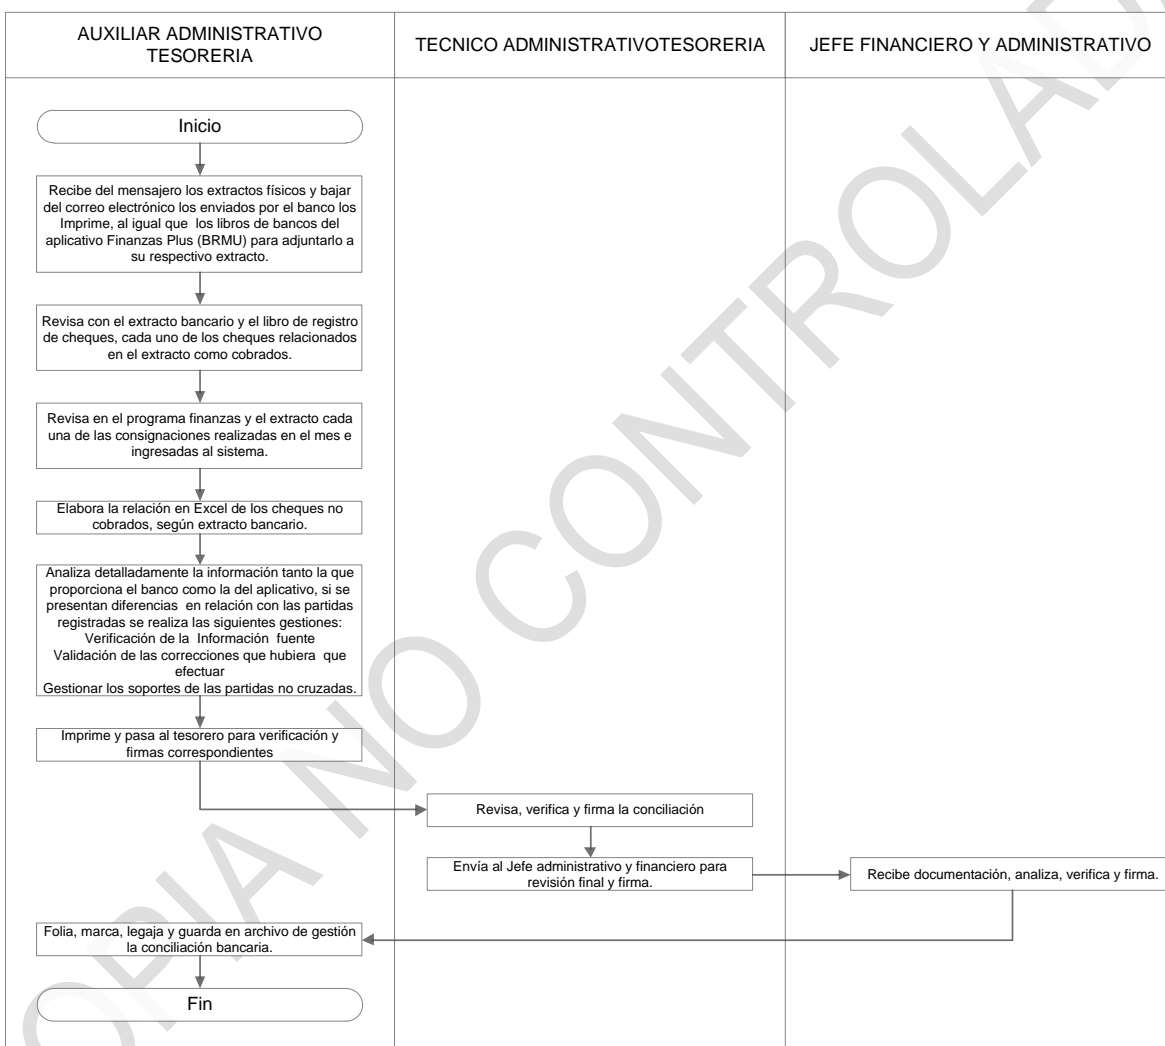 AUXILIAR ADMINISTRATIVO
TESORERIA
TECNICO ADMINISTRATIVOTESORERIA
JEFE FINANCIERO Y ADMINISTRATIVO
Inicio
Recibe del mensajero los extractos físicos y bajar
del correo electrónico los enviados por el banco los
Imprime, al igual que los libros de bancos del
aplicativo Finanzas Plus (BRMU) para adjuntarlo a
su respectivo extracto.
Revisa con el extracto bancario y el libro de registro
de cheques, cada uno de los cheques relacionados
en el extracto como cobrados.
Revisa en el programa finanzas y el extracto cada
una de las consignaciones realizadas en el mes e
ingresadas al sistema.
Elabora la relación en Excel de los cheques no
cobrados, según extracto bancario.
Analiza detalladamente la información tanto la que
proporciona el banco como la del aplicativo, si se
presentan diferencias en relación con las partidas
registradas se realiza las siguientes gestiones:
Verificación de la Información fuente
Validación de las correcciones que hubiera que
efectuar
Gestionar los soportes de las partidas no cruzadas.
Imprime y pasa al tesorero para verificación y
firmas correspondientes
Revisa, verifica y firma la conciliación
Envía al Jefe administrativo y financiero para
revisión final y firma.
Recibe documentación, analiza, verifica y firma.
Folia, marca, legaja y guarda en archivo de gestión
la conciliación bancaria.
Fin
OPIA NO CONTROLADA